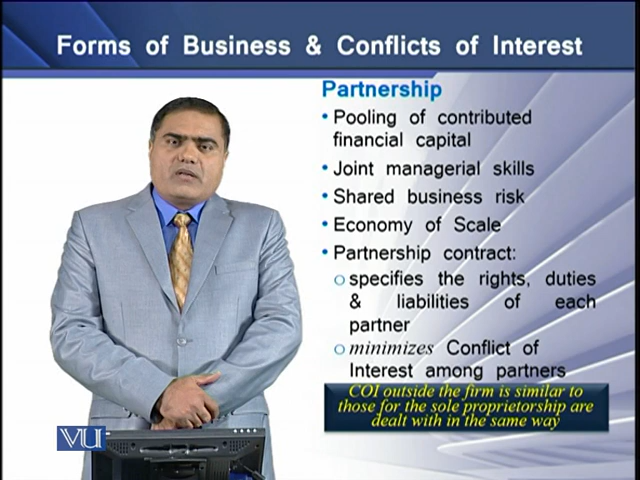 Forms of Business & Conflicts of Interest
Partnership
• Pooling of contributed
financial capital
• Joint managerial skills
• Shared business risk
• Economy of Scale
• Partnership contract:
o specifies the rights, duties
& liabilities of each
partner
o minimizes Conflict of
Interest among partners
COI outside the firm is similar to
those for the sole proprietorship are
dealt with in the same way
VU